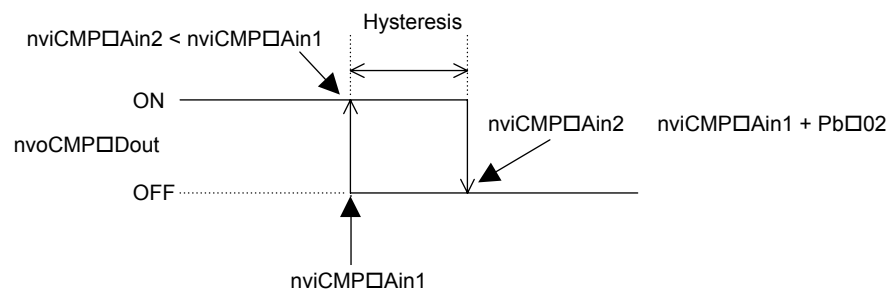 Hysteresis
nviCMP□Ain2 < nviCMP□Ain1
ON
nviCMP□Ain2 nviCMP□Ain1 + Pb□02
nvoCMP□Dout
OFF
nviCMP□Ain1